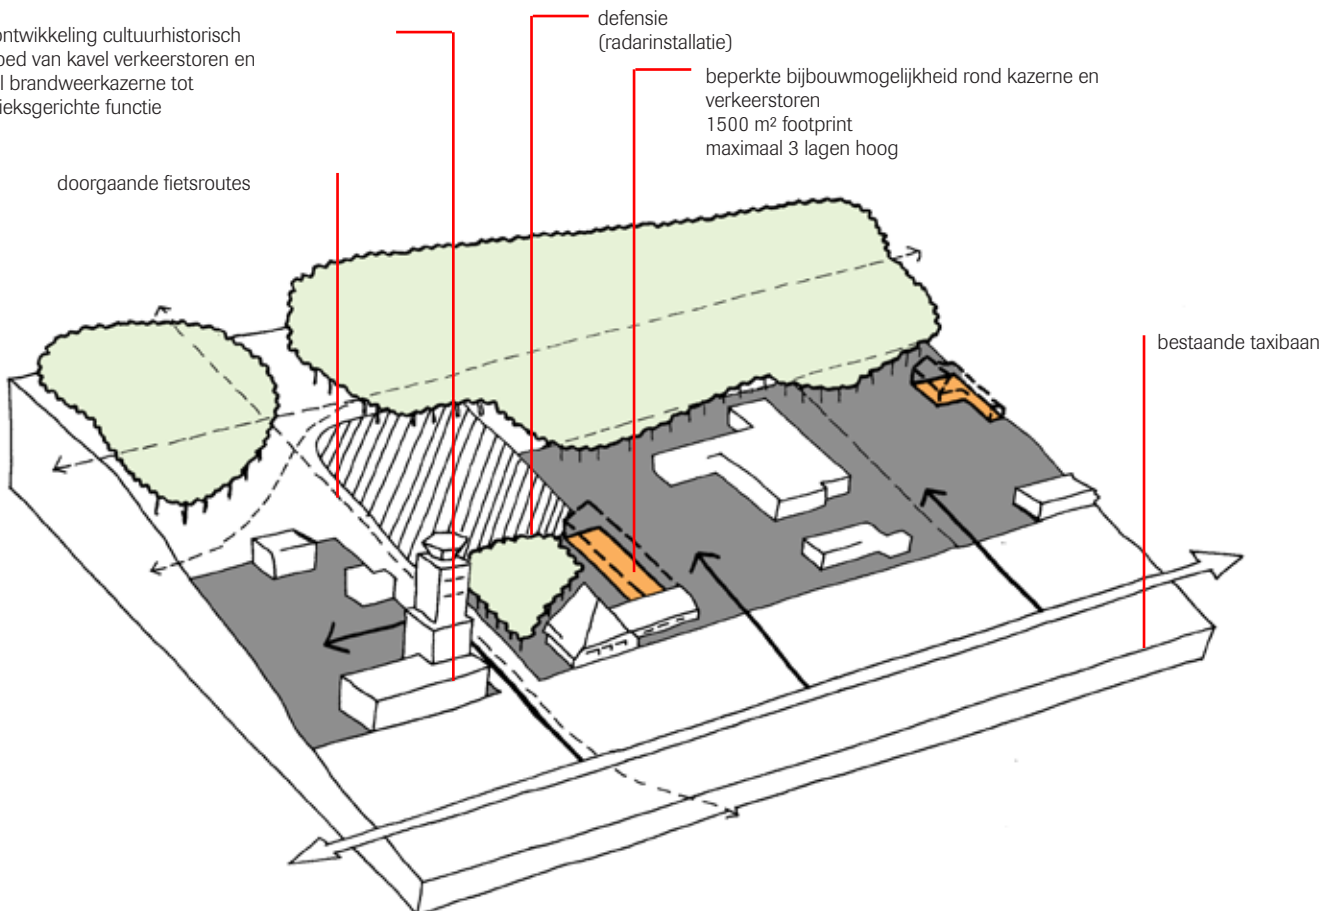 ontwikkeling cultuurhistorisch
oed van kavel verkeerstoren en
l brandweerkazerne tot
ieksgerichte functie
defensie
(radarinstallatie)
beperkte bijbouwmogelijkheid rond kazerne en
verkeerstoren
1500 m² footprint
maximaal 3 lagen hoog
doorgaande fietsroutes
bestaande taxibaan